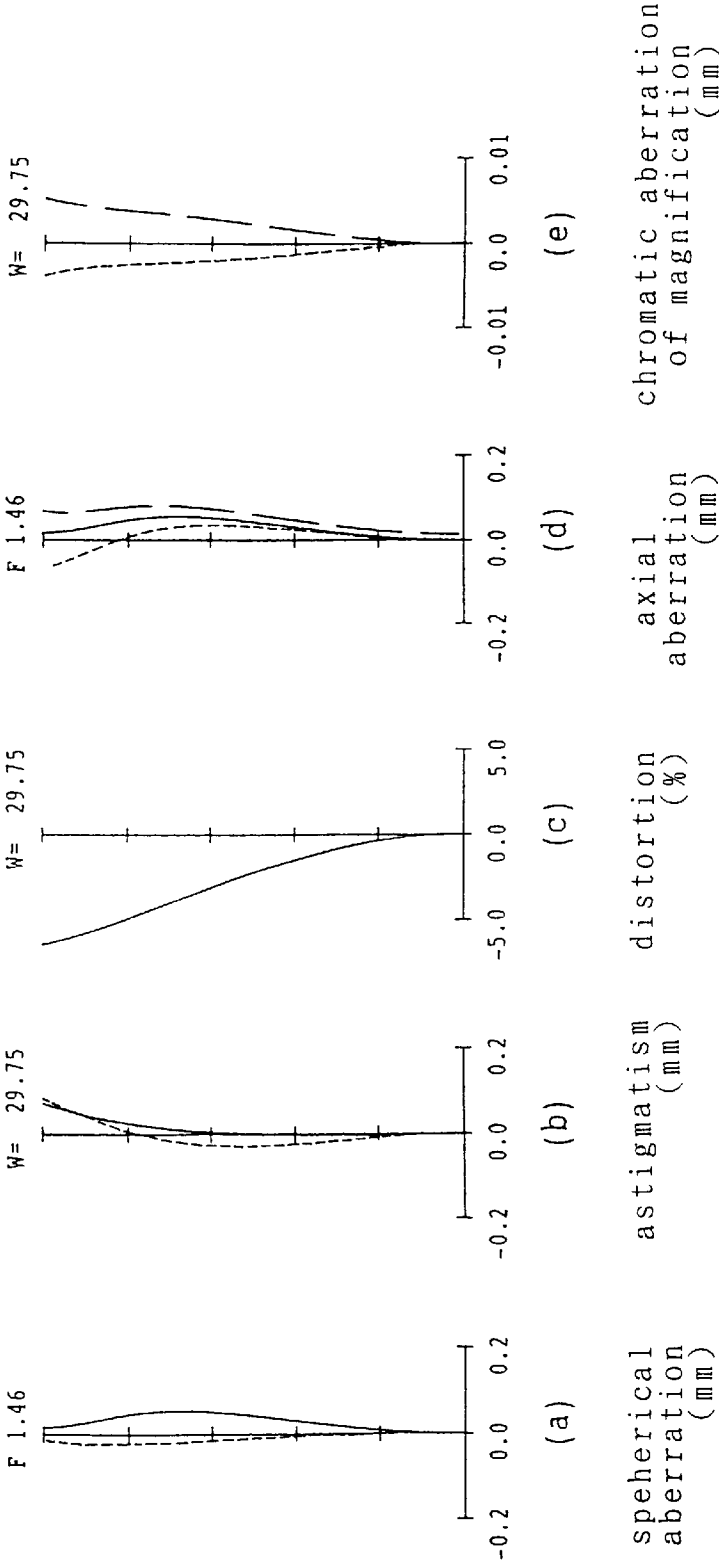 F 1.46
-0.2 0.0 0.2
(a)
speherical
aberration
(mm)
W= 29.75
-0.2 0.0 0.2
(b)
astigmatism
(mm)
W= 29.75
-5.0 0.0 5.0
(c)
distortion
(%)
F 1.46
-0.2 0.0 0.2
(d)
axial
aberration
(mm)
W= 29.75
-0.01 0.0 0.01
(e)
chromatic aberration
of magnification
(mm)